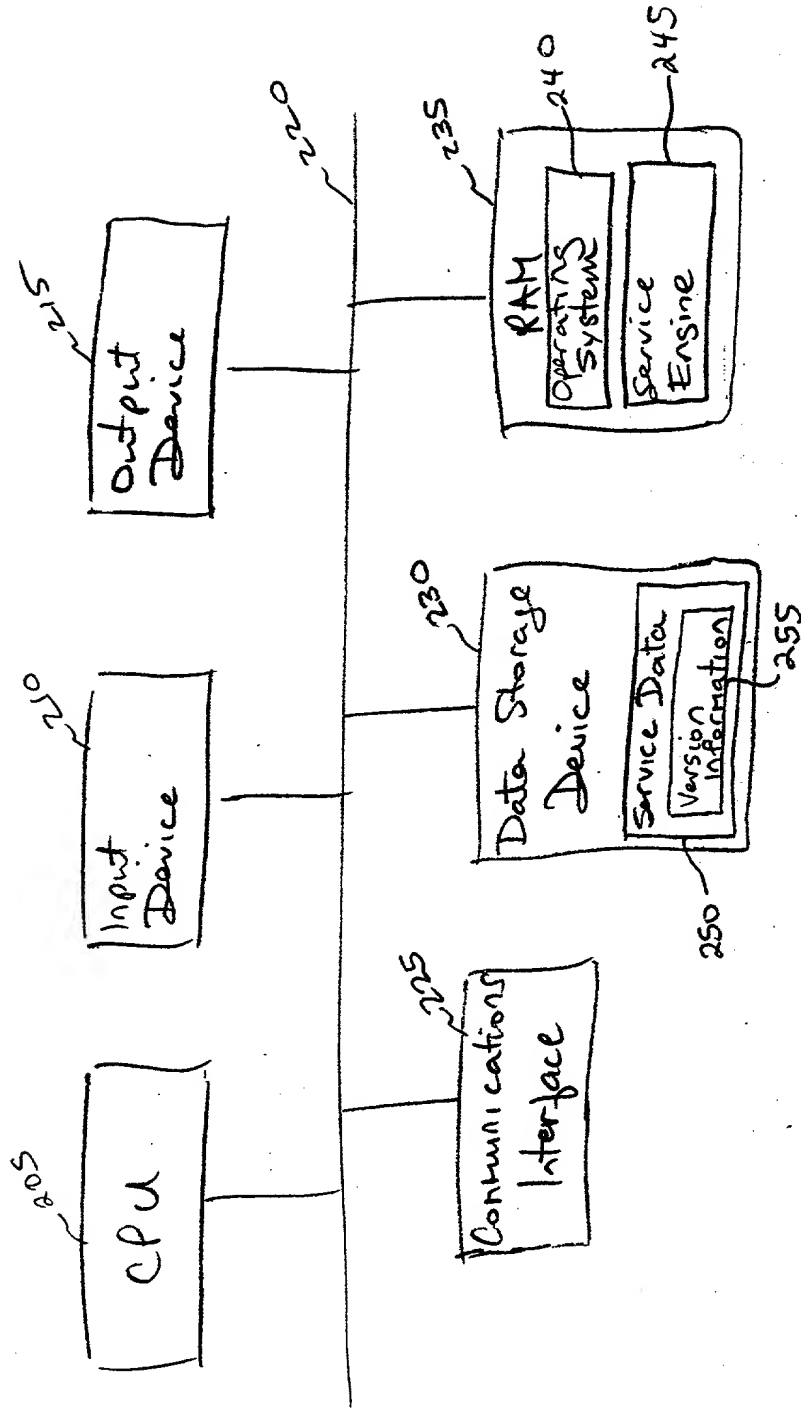 205
CPU
210
Input
Device
215
Output
Device
220
225
Communications
Interface
230
Data Storage
Device
Service Data
Version
Information
250
255
235
RAM
Operating
System
240
Service
Engine
245